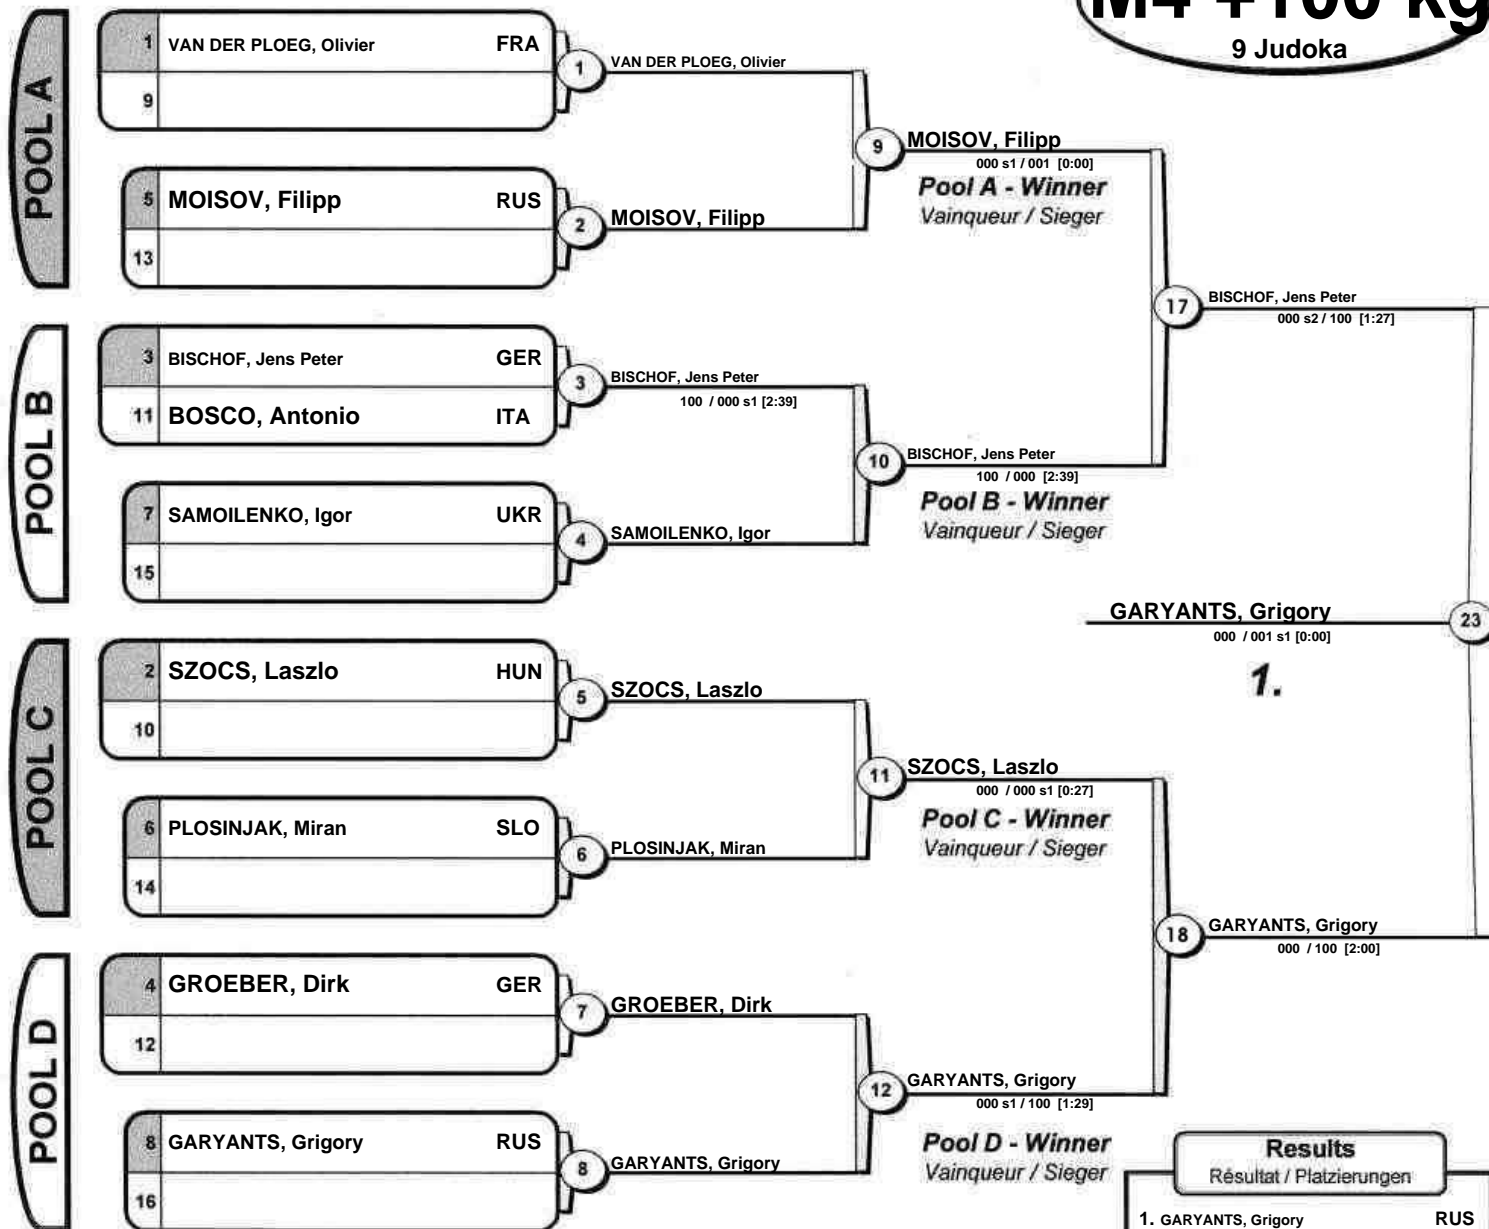 M4 +100 kg
9 Judoka
POOL A
1 VAN DER PLOEG, Olivier FRA
9
1 VAN DER PLOEG, Olivier
5 MOISOV, Filipp RUS
13
2 MOISOV, Filipp
9 MOISOV, Filipp
000 s1 / 001 [0:00]
Pool A - Winner
Vainqueur / Sieger
POOL B
3 BISCHOF, Jens Peter GER
11 BOSCO, Antonio ITA
3 BISCHOF, Jens Peter
100 / 000 s1 [2:39]
7 SAMOILENKO, Igor UKR
15
4 SAMOILENKO, Igor
10 BISCHOF, Jens Peter
100 / 000 [2:39]
Pool B - Winner
Vainqueur / Sieger
17 BISCHOF, Jens Peter
000 s2 / 100 [1:27]
GARYANTS, Grigory 23
000 / 001 s1 [0:00]
1.
POOL C
2 SZOCS, Laszlo HUN
10
5 SZOCS, Laszlo
6 PLOSINJAK, Miran SLO
14
6 PLOSINJAK, Miran
11 SZOCS, Laszlo
000 / 000 s1 [0:27]
Pool C - Winner
Vainqueur / Sieger
18 GARYANTS, Grigory
000 / 100 [2:00]
POOL D
4 GROEBER, Dirk GER
12
7 GROEBER, Dirk
8 GARYANTS, Grigory RUS
16
8 GARYANTS, Grigory
12 GARYANTS, Grigory
000 s1 / 100 [1:29]
Pool D - Winner
Vainqueur / Sieger
Results
Résultat / Platzierungen
1. GARYANTS, Grigory RUS